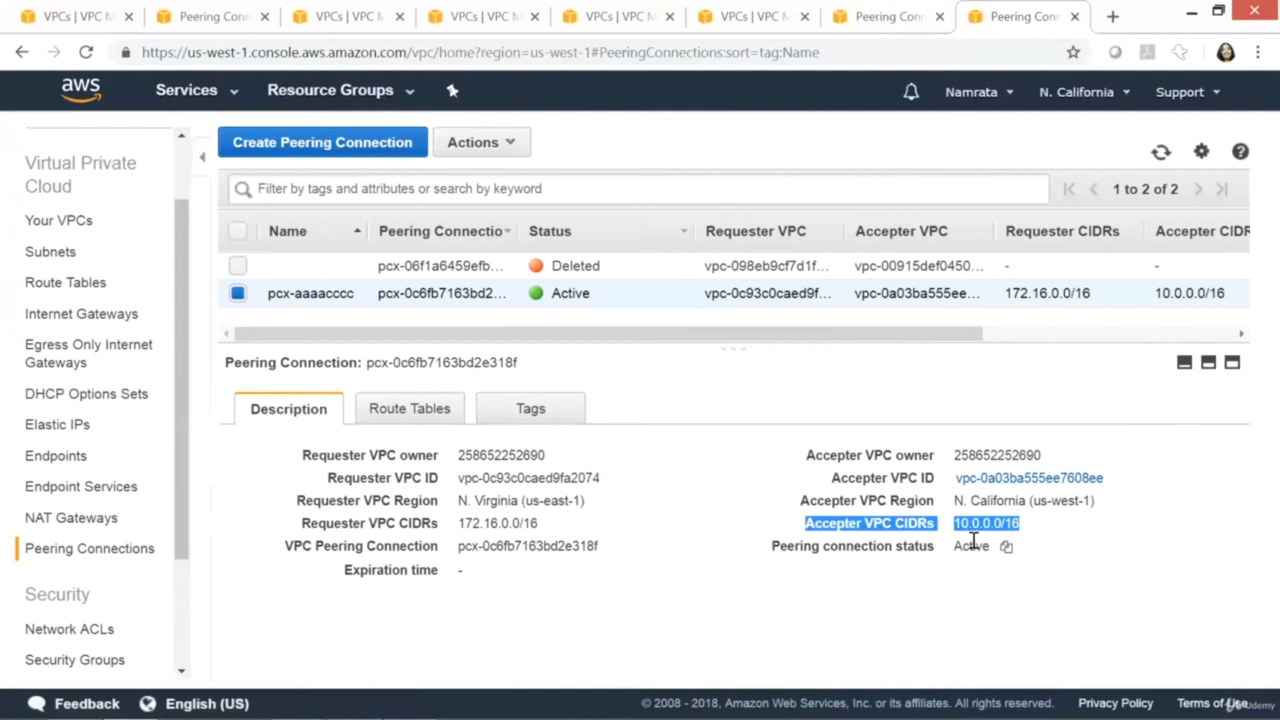 VPCs | VPC M Peering Conn VPCs | VPC M VPCs | VPC M VPCs | VPC M VPCs | VPC M Peering Conn Peering Conn
https://us-west-1.console.aws.amazon.com/vpc/home?region=us-west-1#PeeringConnections:sort=tag:Name
aws Services Resource Groups Namrata N. California Support
Virtual Private
Cloud
Your VPCs
Subnets
Route Tables
Internet Gateways
Egress Only Internet
Gateways
DHCP Options Sets
Elastic IPs
Endpoints
Endpoint Services
NAT Gateways
Peering Connections
Security
Network ACLs
Security Groups
Create Peering Connection Actions
Filter by tags and attributes or search by keyword 1 to 2 of 2
Name Peering Connectio Status Requester VPC Accepter VPC Requester CIDRs Accepter CIDR
pcx-06f1a6459efb... Deleted vpc-098eb9cf7d1f... vpc-00915def0450... - -
pcx-aaaacccc pcx-0c6fb7163bd2... Active vpc-0c93c0caed9f... vpc-0a03ba555ee... 172.16.0.0/16 10.0.0.0/16
Peering Connection: pcx-0c6fb7163bd2e318f
Description Route Tables Tags
Requester VPC owner 258652252690 Accepter VPC owner 258652252690
Requester VPC ID vpc-0c93c0caed9fa2074 Accepter VPC ID vpc-0a03ba555ee7608ee
Requester VPC Region N. Virginia (us-east-1) Accepter VPC Region N. California (us-west-1)
Requester VPC CIDRs 172.16.0.0/16 Accepter VPC CIDRs 10.0.0.0/16
VPC Peering Connection pcx-0c6fb7163bd2e318f Peering connection status Active
Expiration time -
Feedback English (US) © 2008 - 2018, Amazon Web Services, Inc. or its affiliates. All rights reserved. Privacy Policy Terms of Use
Udemy